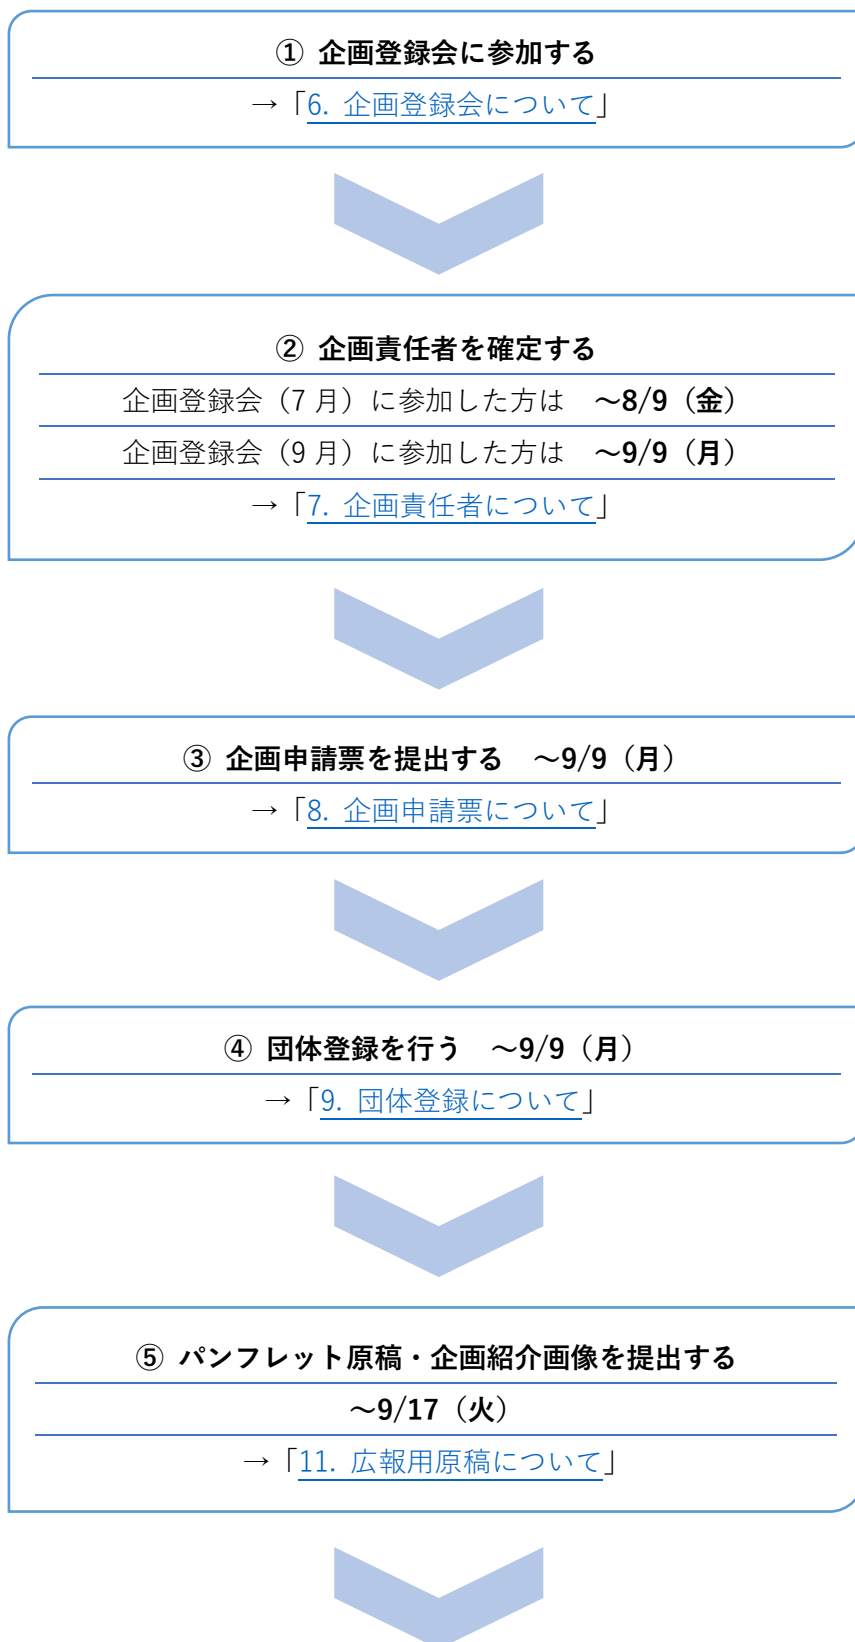 ① 企画登録会に参加する
→「6. 企画登録会について」
② 企画責任者を確定する
企画登録会（7 月）に参加した方は　～8/9（金）
企画登録会（9 月）に参加した方は　～9/9（月）
→「7. 企画責任者について」
③ 企画申請票を提出する　～9/9（月）
→「8. 企画申請票について」
④ 団体登録を行う　～9/9（月）
→「9. 団体登録について」
⑤ パンフレット原稿・企画紹介画像を提出する
～9/17（火）
→「11. 広報用原稿について」